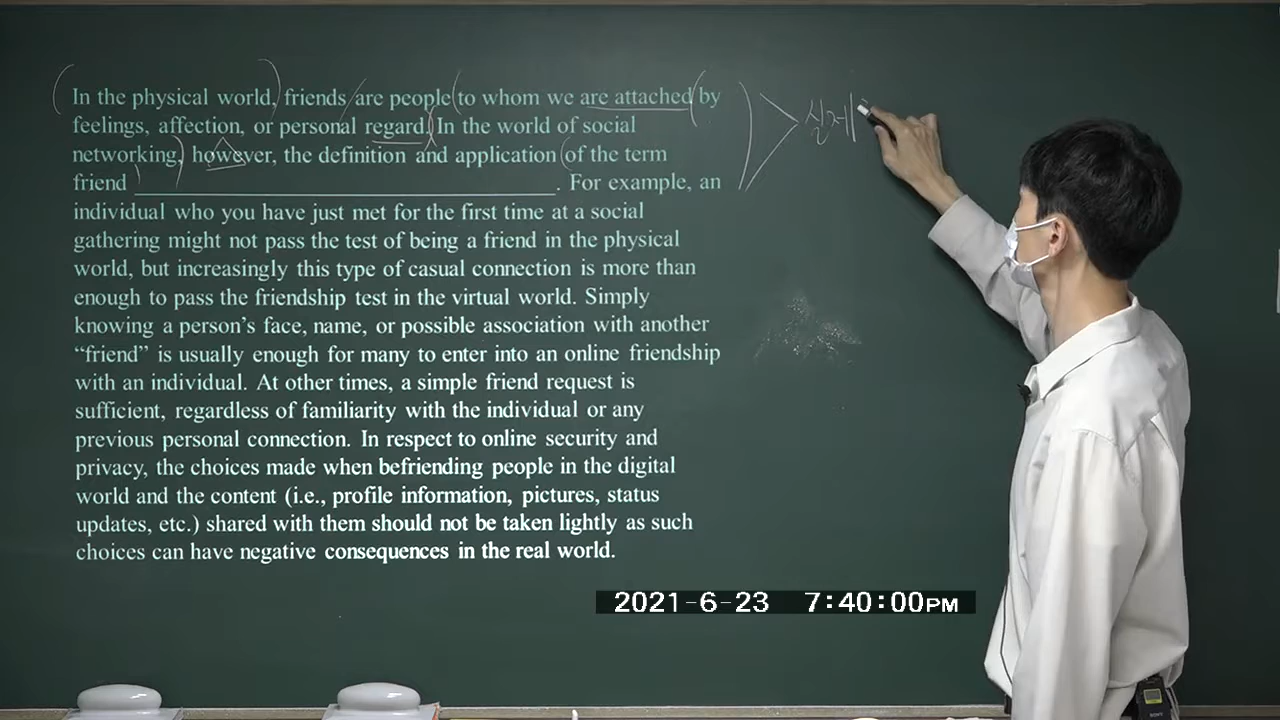 In the physical world, friends are people to whom we are attached by
feelings, affection, or personal regard. In the world of social
networking, however, the definition and application of the term
friend ______________________________. For example, an
individual who you have just met for the first time at a social
gathering might not pass the test of being a friend in the physical
world, but increasingly this type of casual connection is more than
enough to pass the friendship test in the virtual world. Simply
knowing a person's face, name, or possible association with another
“friend” is usually enough for many to enter into an online friendship
with an individual. At other times, a simple friend request is
sufficient, regardless of familiarity with the individual or any
previous personal connection. In respect to online security and
privacy, the choices made when befriending people in the digital
world and the content (i.e., profile information, pictures, status
updates, etc.) shared with them should not be taken lightly as such
choices can have negative consequences in the real world.
실제
2021-6-23 7:40:00PM